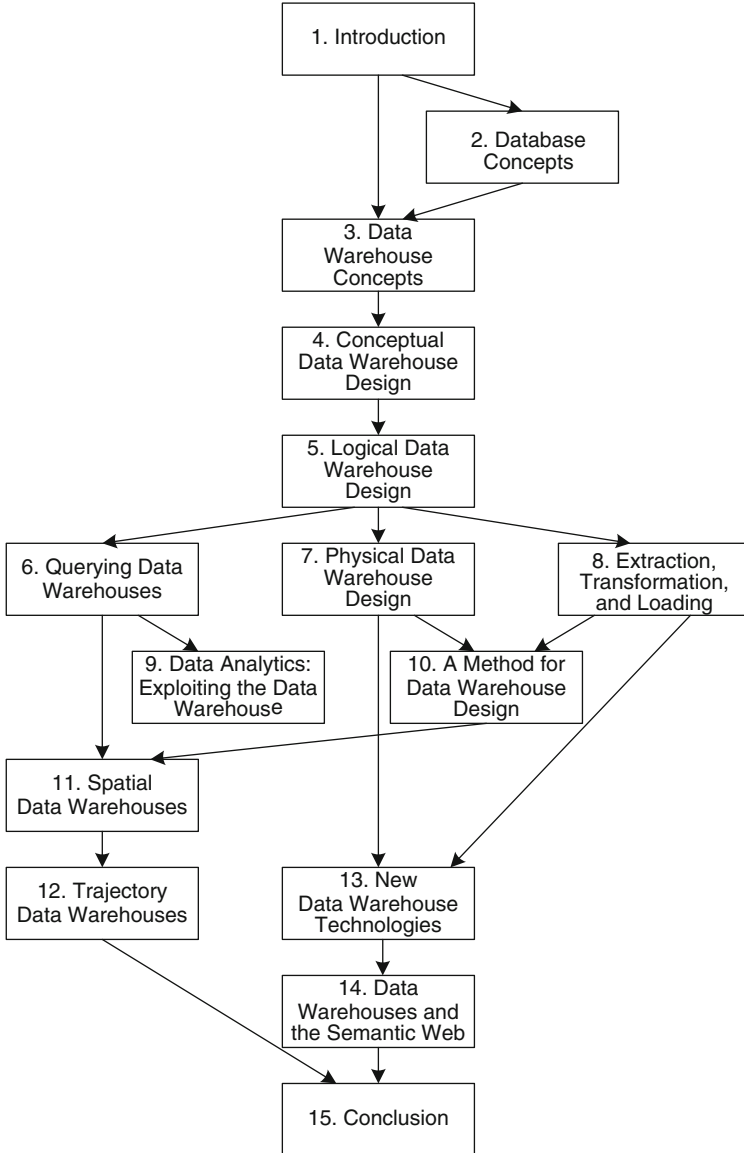 1. Introduction
2. Database
Concepts
3. Data
Warehouse
Concepts
4. Conceptual
Data Warehouse
Design
5. Logical Data
Warehouse
Design
6. Querying Data
Warehouses
7. Physical Data
Warehouse
Design
8. Extraction,
Transformation,
and Loading
9. Data Analytics:
Exploiting the Data
Warehouse
10. A Method for
Data Warehouse
Design
11. Spatial
Data Warehouses
12. Trajectory
Data Warehouses
13. New
Data Warehouse
Technologies
14. Data
Warehouses and
the Semantic Web
15. Conclusion